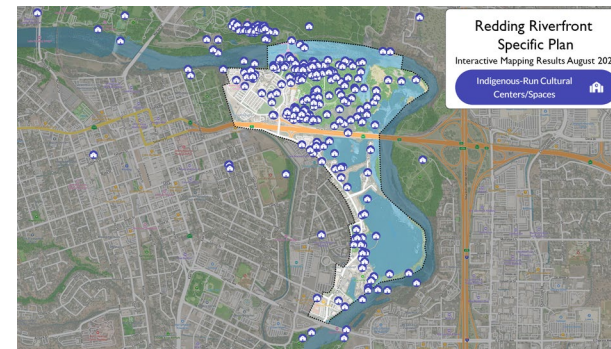 Redding Riverfront
Specific Plan
Interactive Mapping Results August 202
Indigenous-Run Cultural
Centers/Spaces